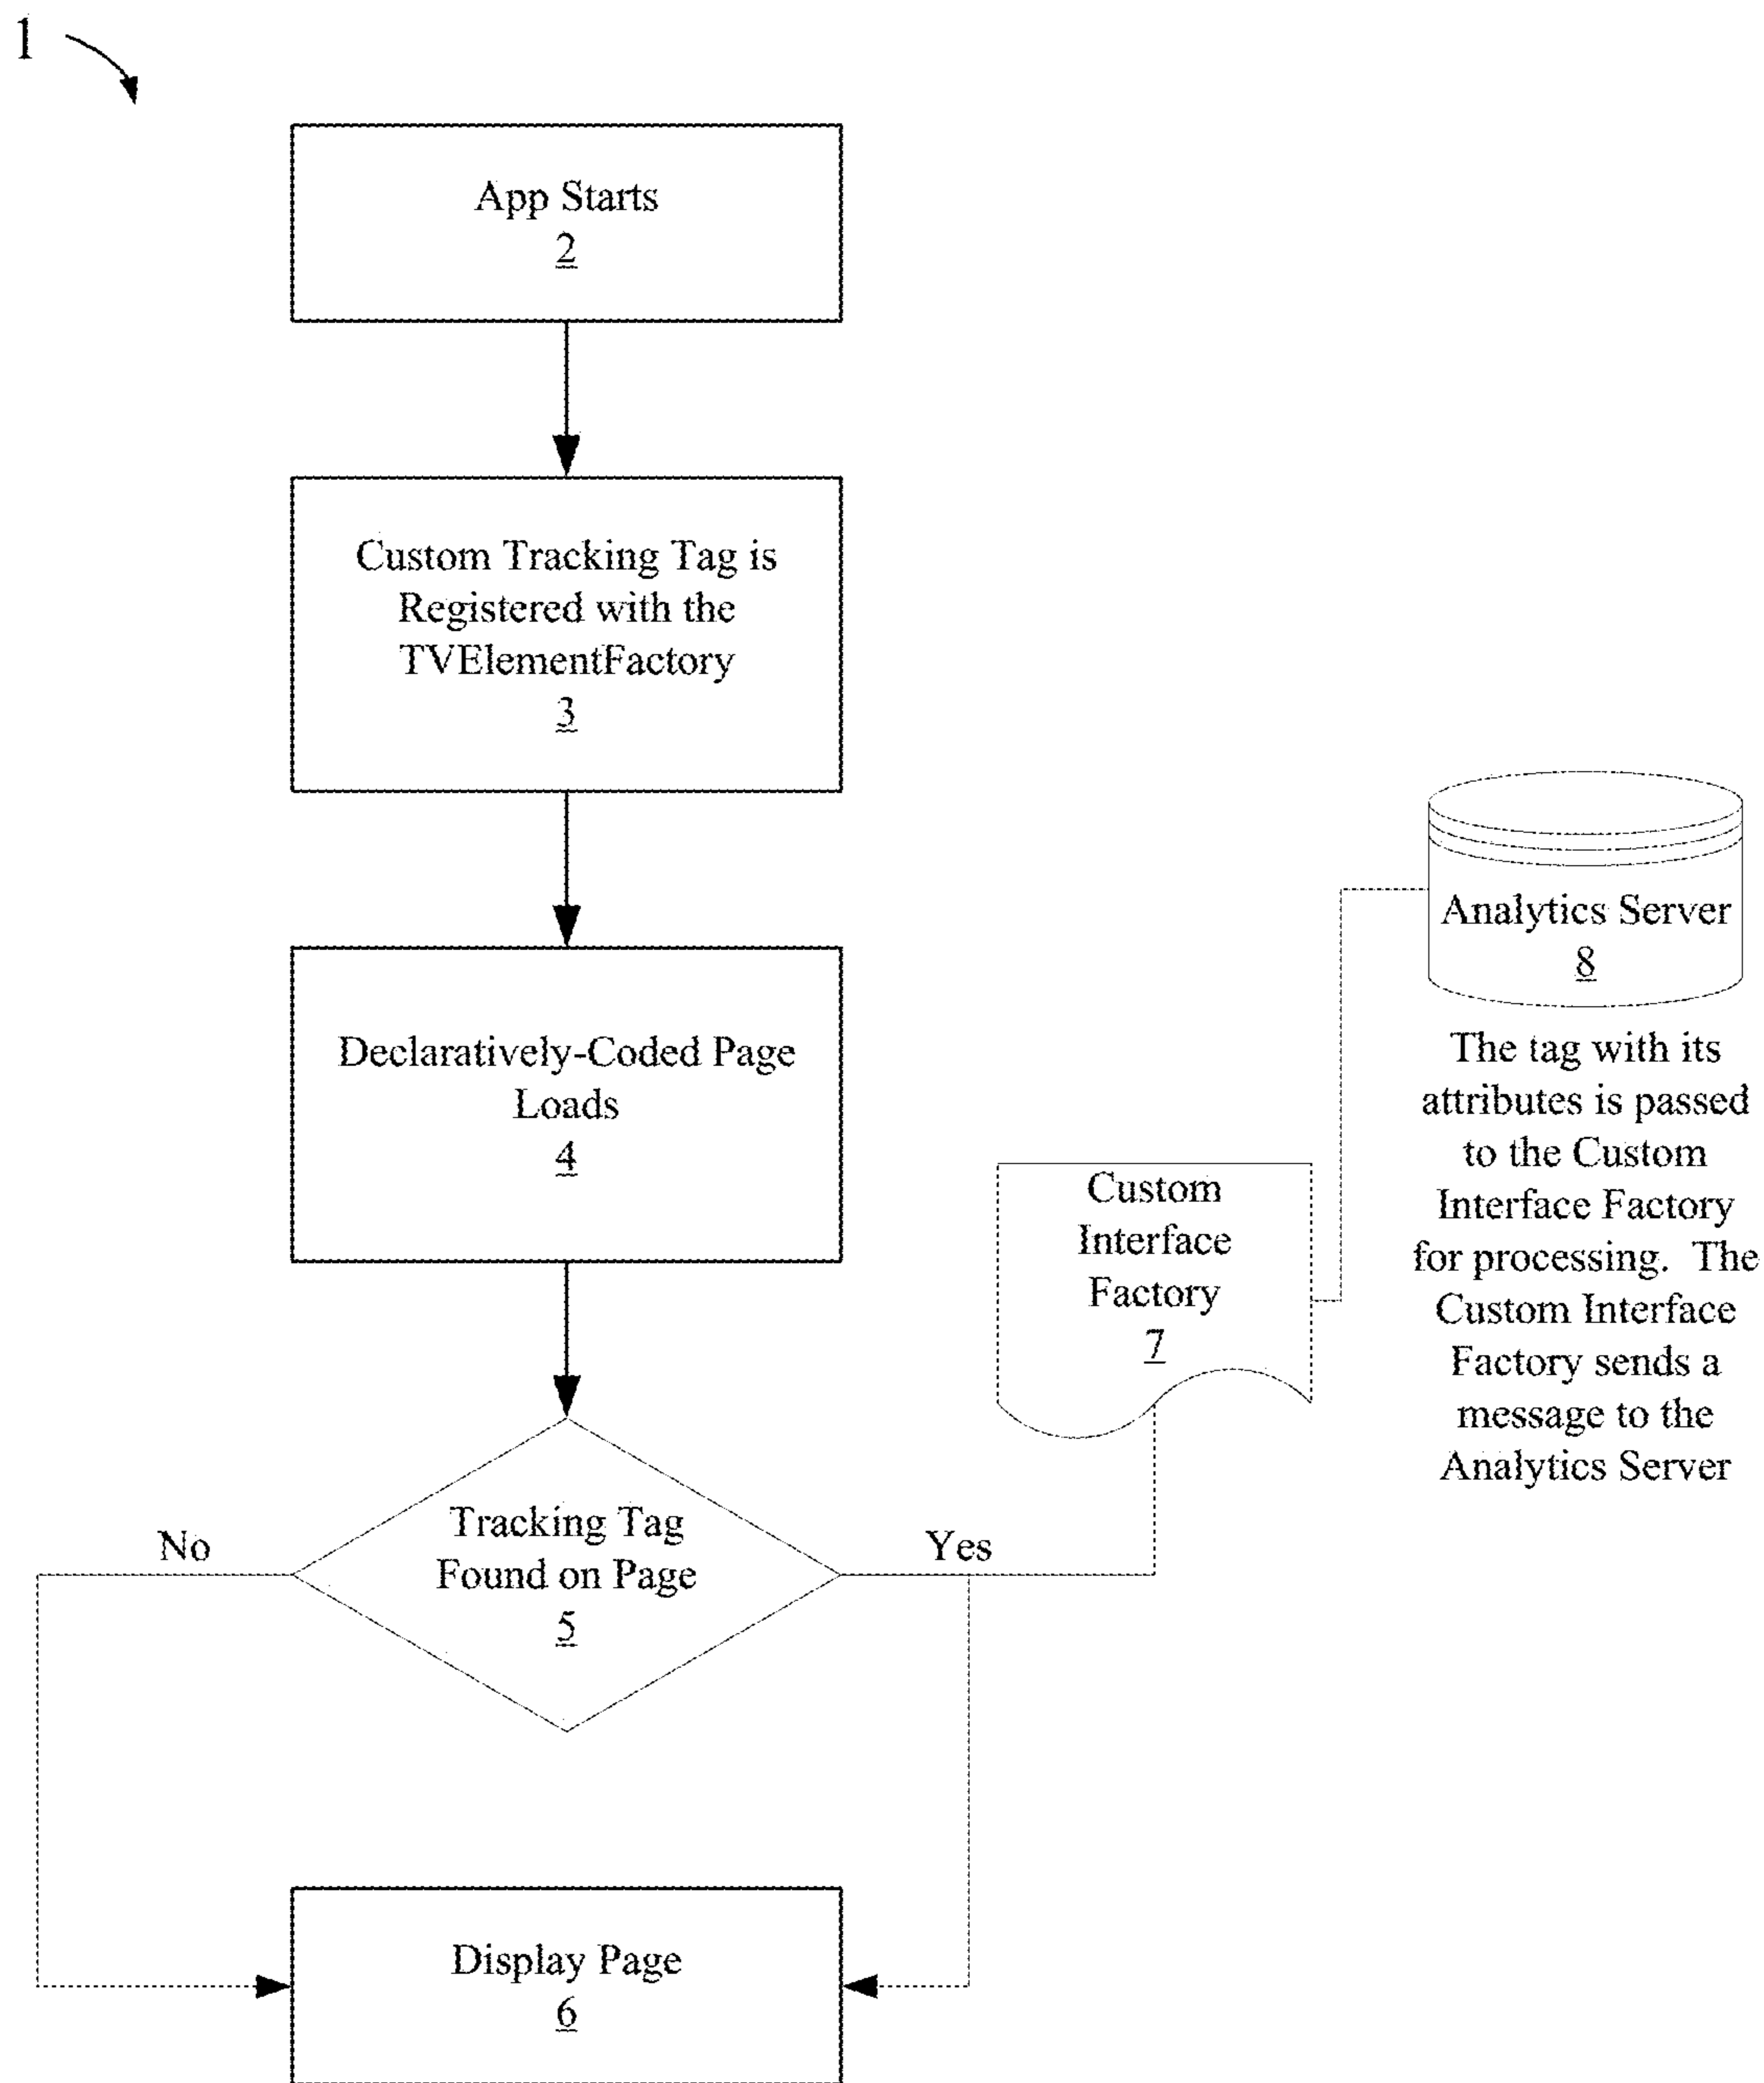 1
App Starts
2
Custom Tracking Tag is
Registered with the
TVElementFactory
3
Declaratively-Coded Page
Loads
4
Tracking Tag
Found on Page
5
No
Yes
Display Page
6
Custom
Interface
Factory
7
Analytics Server
8
The tag with its
attributes is passed
to the Custom
Interface Factory
for processing. The
Custom Interface
Factory sends a
message to the
Analytics Server